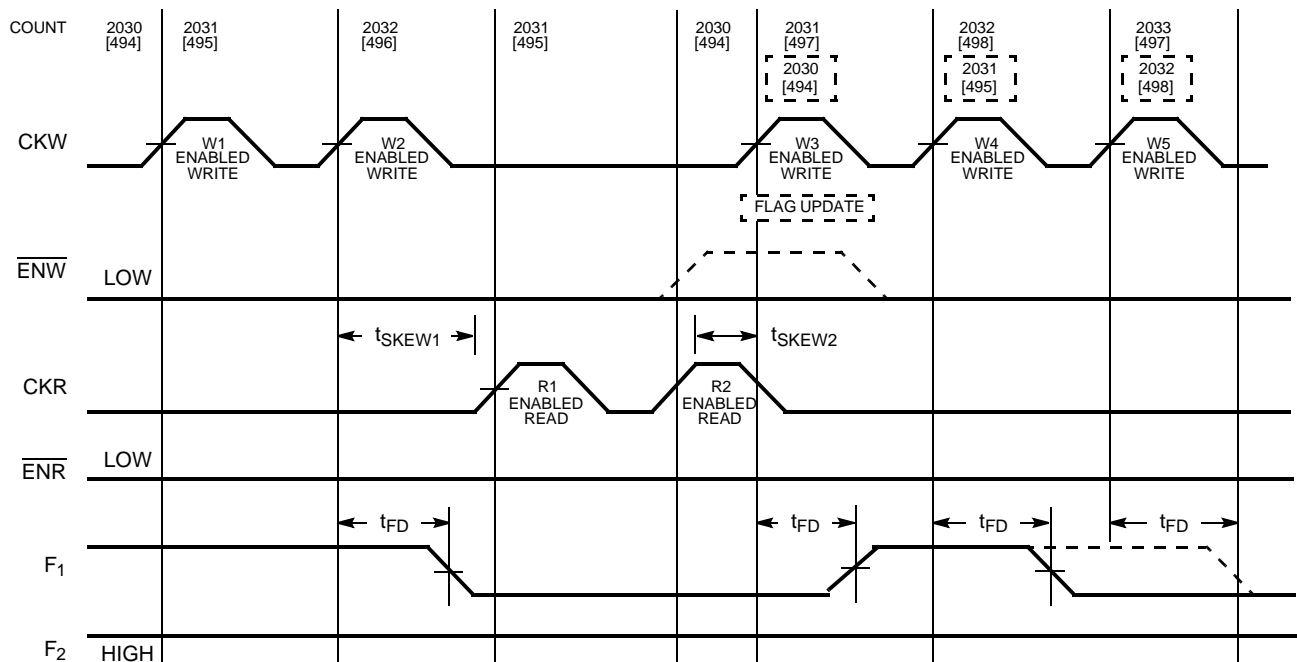 COUNT 2030 2031 2032 2031 2030 2031 2032 2033
[494] [495] [496] [495] [494] [497] [498] [497]
2030 2031 2032
[494] [495] [498]
CKW
W1 W2 W3 W4 W5
ENABLED ENABLED ENABLED ENABLED ENABLED
WRITE WRITE WRITE WRITE WRITE
FLAG UPDATE
ENW LOW
tSKEW1 tSKEW2
CKR
R1 R2
ENABLED ENABLED
READ READ
ENR LOW
tFD tFD tFD tFD
F1
F2 HIGH